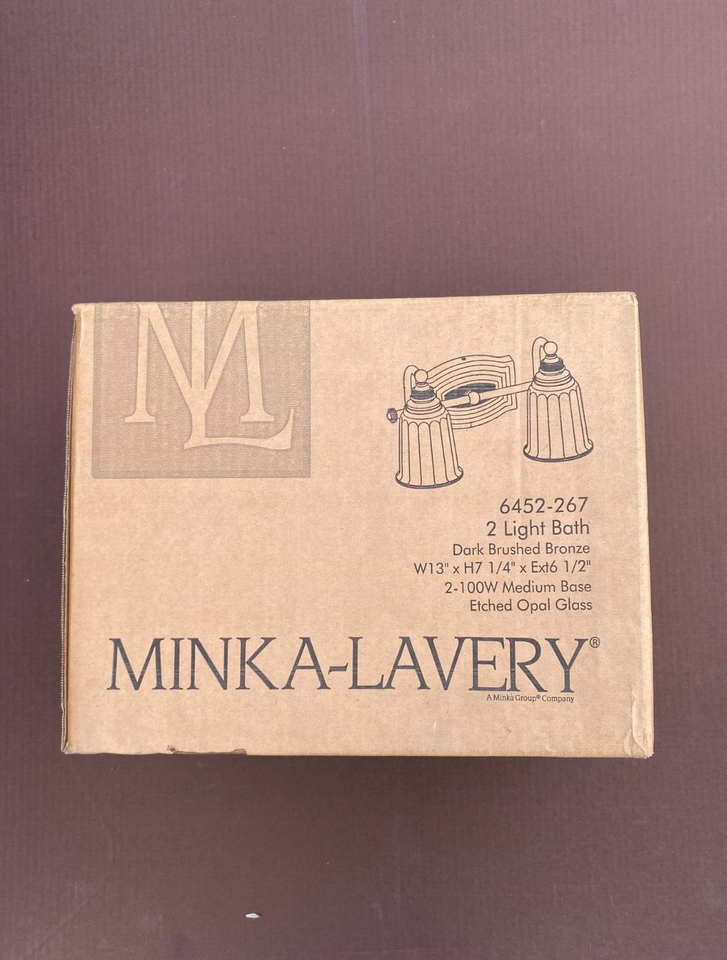 ML
6452-267
2 Light Bath
Dark Brushed Bronze
W13" x H7 1/4" x Ext6 1/2"
2-100W Medium Base
Etched Opal Glass
MINKA-LAVERY®
A Minka Group® Company